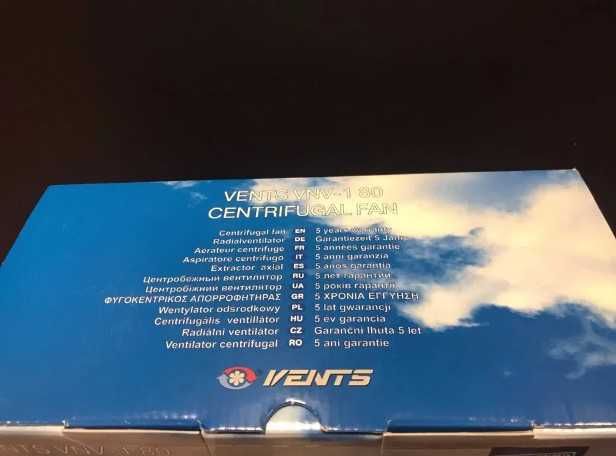 VENTS VNV-1 80
CENTRIFUGAL FAN
Centrifugal fan EN 5 years warranty
Radialventilator DE Garantiezeit 5 Jahre
Aerateur centrifuge FR 5 années garantie
Aspiratore centrifugo IT 5 anni garanzia
Extractor axial ES 5 años garantia
Центробежный вентилятор RU 5 лет гарантии
Центробіжний вентилятор UA 5 років гарантії
ΦΥΓΟΚΕΝΤΡΙΚΟΣ ΑΠΟΡΡΟΦΗΤΗΡΑΣ GR 5 ΧΡΟΝΙΑ ΕΓΓΥΗΣΗ
Wentylator odsrodkowy PL 5 lat gwarancji
Centrifugális ventillátor HU 5 év garancia
Radiální ventilátor CZ Garanční lhuta 5 let
Ventilator centrifugal RO 5 ani garantie
VENTS
VENTS VNV-1 80